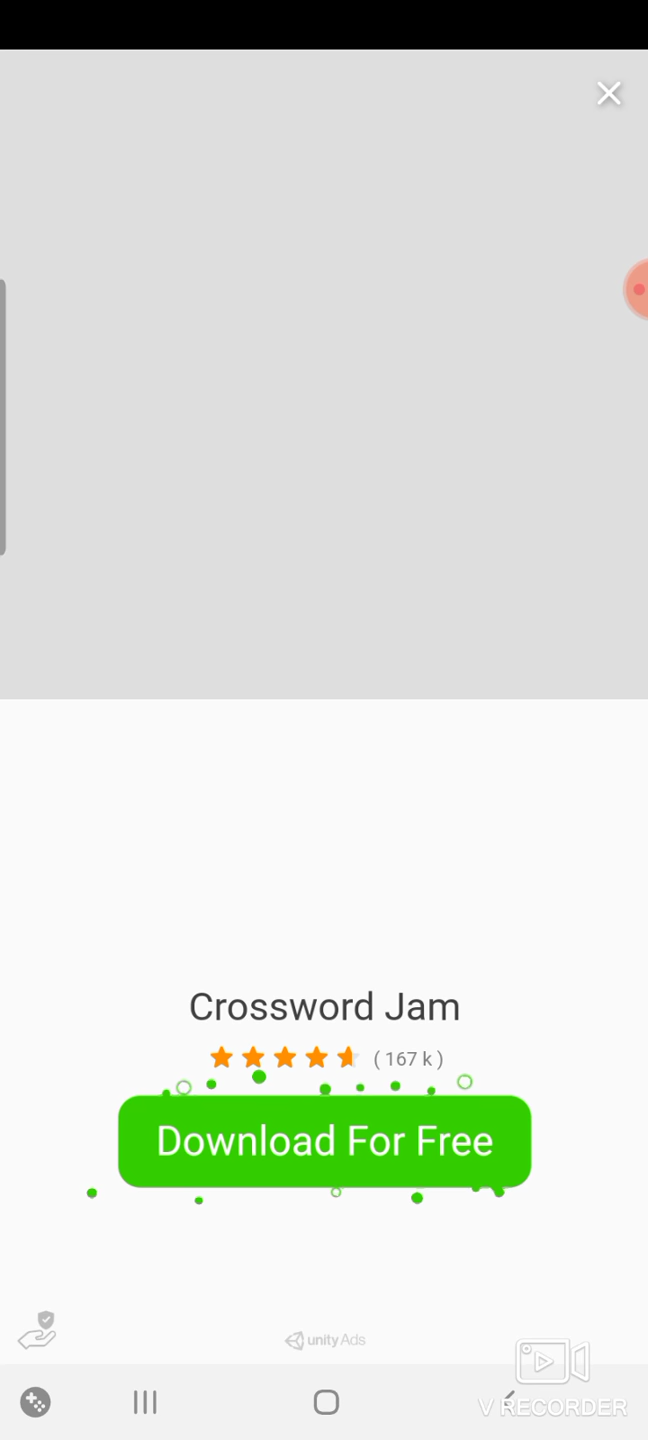 Crossword Jam
( 167 k )
Download For Free
unity Ads
V RECORDER